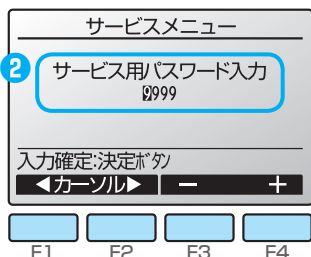 サービスメニュー
2
サービス用パスワード入力
9999
入力確定:決定ボタン
◀カーソル▶ － ＋
F1 F2 F3 F4